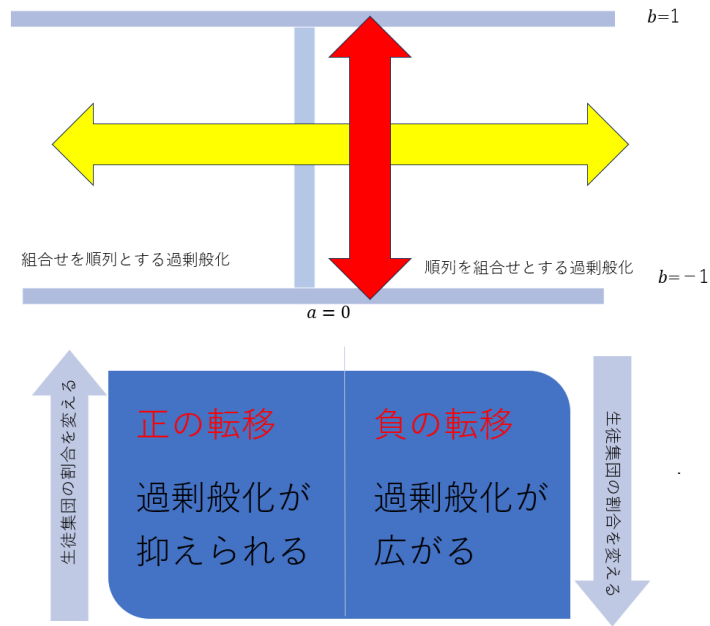 b=1
組合せを順列とする過剰般化
順列を組合せとする過剰般化
b=−1
a = 0
生徒集団の割合を変える
正の転移
過剰般化が
抑えられる
負の転移
過剰般化が
広がる
生徒集団の割合を変える
.